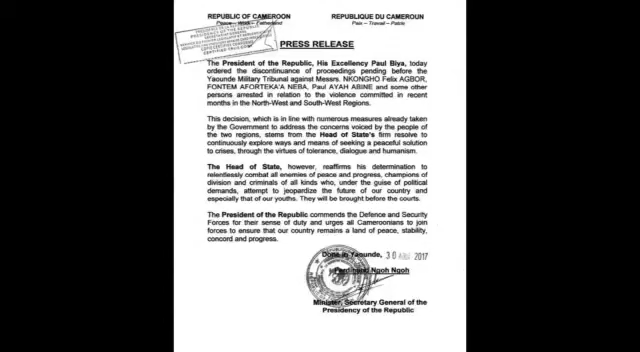 REPUBLIC OF CAMEROON
Peace – Work – Fatherland
REPUBLIQUE DU CAMEROUN
Paix – Travail – Patrie
PRESS RELEASE
The President of the Republic, His Excellency Paul Biya, today
ordered the discontinuance of proceedings pending before the
Yaounde Military Tribunal against Messrs. NKONGHO Felix AGBOR,
FONTEM AFORTEKA'A NEBA, Paul AYAH ABINE and some other
persons arrested in relation to the violence committed in recent
months in the North-West and South-West Regions.
This decision, which is in line with numerous measures already taken
by the Government to address the concerns voiced by the people of
the two regions, stems from the Head of State's firm resolve to
continuously explore ways and means of seeking a peaceful solution
to crises, through the virtues of tolerance, dialogue and humanism.
The Head of State, however, reaffirms his determination to
relentlessly combat all enemies of peace and progress, champions of
division and criminals of all kinds who, under the guise of political
demands, attempt to jeopardize the future of our country and
especially that of our youths. They will be brought before the courts.
The President of the Republic commends the Defence and Security
Forces for their sense of duty and urges all Cameroonians to join
forces to ensure that our country remains a land of peace, stability,
concord and progress.
Done in Yaounde, 30 2017
Ferdinand Ngoh Ngoh
Minister, Secretary General of the
Presidency of the Republic